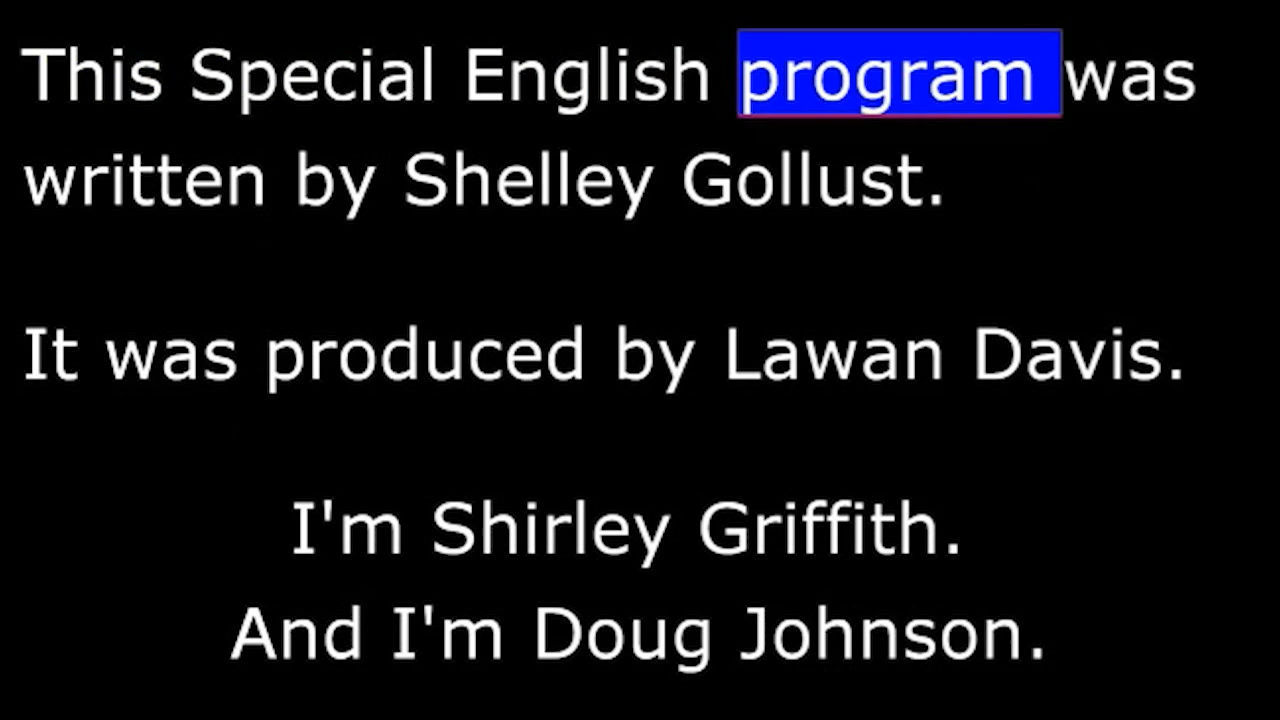 This Special English program was
written by Shelley Gollust.
It was produced by Lawan Davis.
I'm Shirley Griffith.
And I'm Doug Johnson.